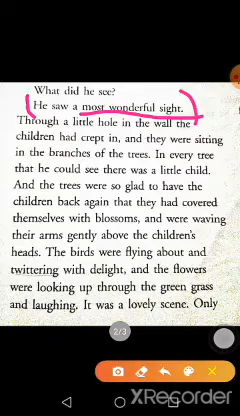 What did he see?
He saw a most wonderful sight.
Through a little hole in the wall the
children had crept in, and they were sitting
in the branches of the trees. In every tree
that he could see there was a little child.
And the trees were so glad to have the
children back again that they had covered
themselves with blossoms, and were waving
their arms gently above the children's
heads. The birds were flying about and
twittering with delight, and the flowers
were looking up through the green grass
and laughing. It was a lovely scene. Only
2/3
XRecorder